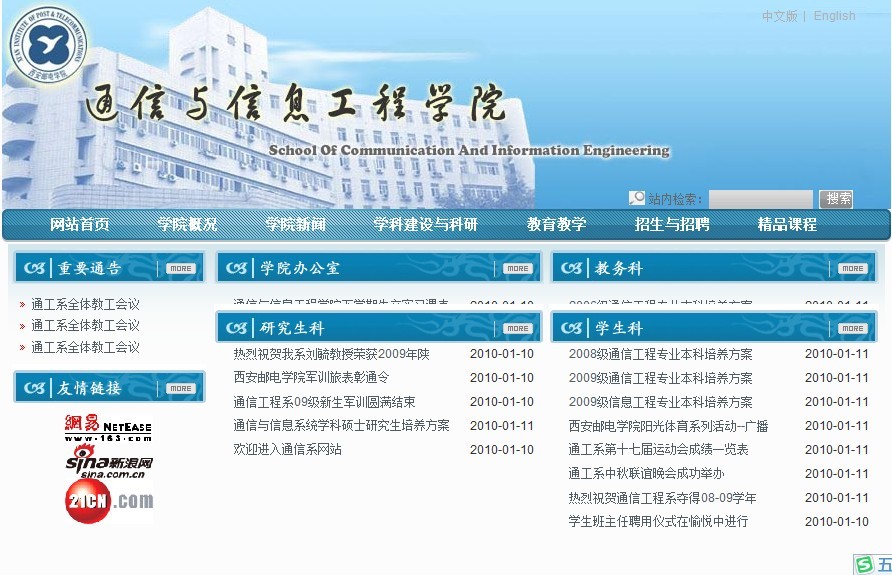 中文版 | English
XI'AN INSTITUTE OF POST & TELECOMMUNICATIONS
西安邮电学院
通信与信息工程学院
School Of Communication And Information Engineering
站内检索： 搜索
网站首页 学院概况 学院新闻 学科建设与科研 教育教学 招生与招聘 精品课程
重要通告 MORE
通工系全体教工会议
通工系全体教工会议
通工系全体教工会议
友情链接 MORE
網易 NETEASE
www.163.com
sina新浪网
sina.com.cn
21CN.com
学院办公室 MORE
2010-01-10
研究生科 MORE
热烈祝贺我系刘毓教授荣获2009年陕 2010-01-10
西安邮电学院军训旅表彰通令 2010-01-10
通信工程系09级新生军训圆满结束 2010-01-10
通信与信息系统学科硕士研究生培养方案 2010-01-11
欢迎进入通信系网站 2010-01-10
教务科 MORE
2010-01-11
学生科 MORE
2008级通信工程专业本科培养方案 2010-01-11
2009级通信工程专业本科培养方案 2010-01-11
2009级信息工程专业本科培养方案 2010-01-11
西安邮电学院阳光体育系列活动-广播 2010-01-11
通工系第十七届运动会成绩一览表 2010-01-11
通工系中秋联谊晚会成功举办 2010-01-11
热烈祝贺通信工程系夺得08-09学年 2010-01-11
学生班主任聘用仪式在愉悦中进行 2010-01-10
五